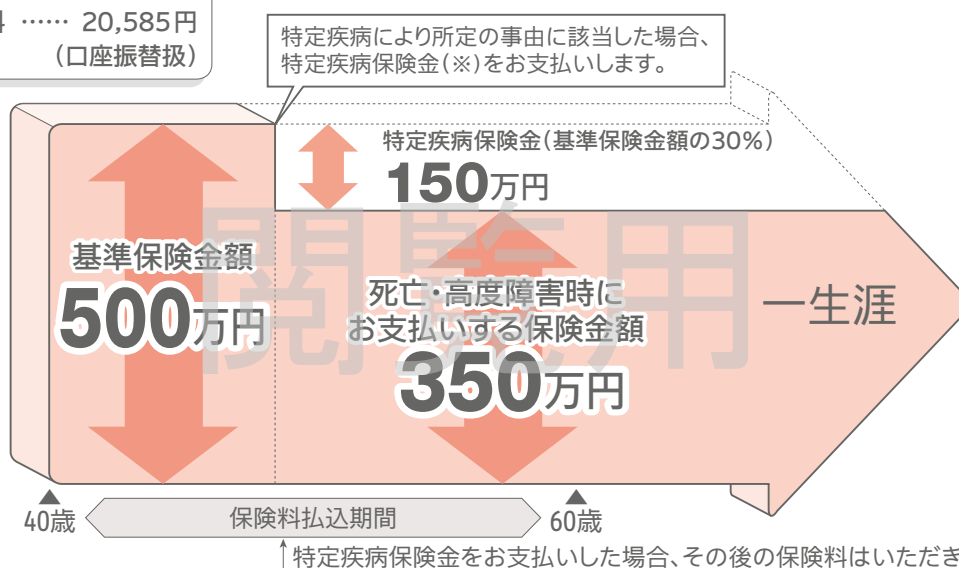 …… 20,585円
(口座振替扱)
特定疾病により所定の事由に該当した場合、
特定疾病保険金(※)をお支払いします。
特定疾病保険金(基準保険金額の30%)
150万円
基準保険金額
500万円
死亡・高度障害時に
お支払いする保険金額
350万円
一生涯
閲覧用
40歳
保険料払込期間
60歳
特定疾病保険金をお支払いした場合、その後の保険料はいただき